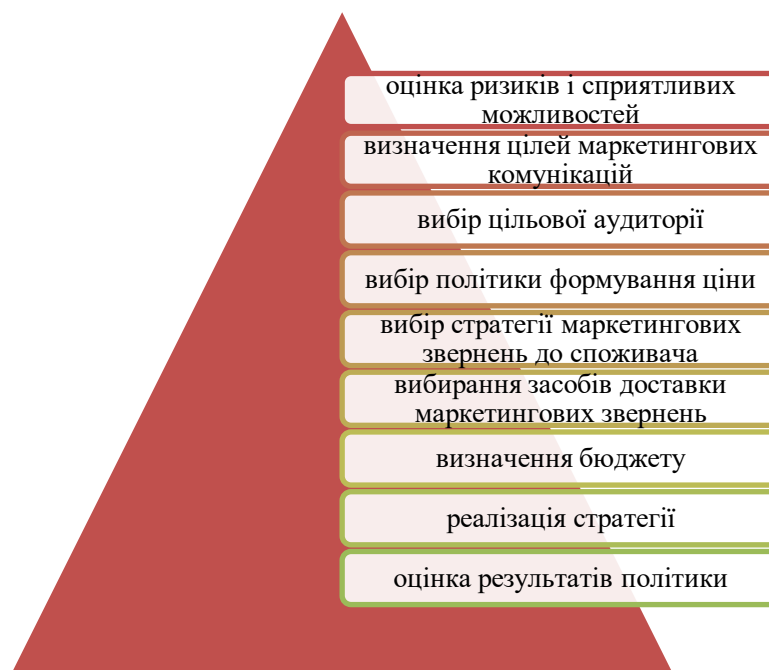 оцінка ризиків і сприятливих
можливостей
визначення цілей маркетингових
комунікацій
вибір цільової аудиторії
вибір політики формування ціни
вибір стратегії маркетингових
звернень до споживача
вибирання засобів доставки
маркетингових звернень
визначення бюджету
реалізація стратегії
оцінка результатів політики